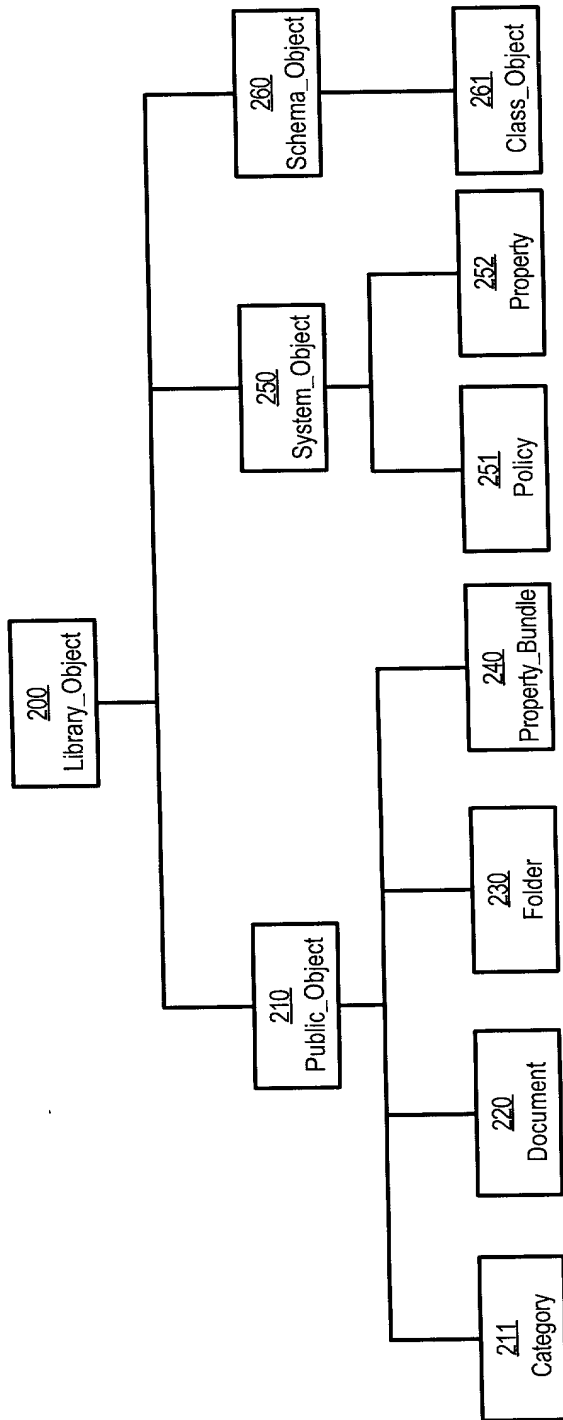 200
Library_Object
210
Public_Object
250
System_Object
260
Schema_Object
211
Category
220
Document
230
Folder
240
Property_Bundle
251
Policy
252
Property
261
Class_Object